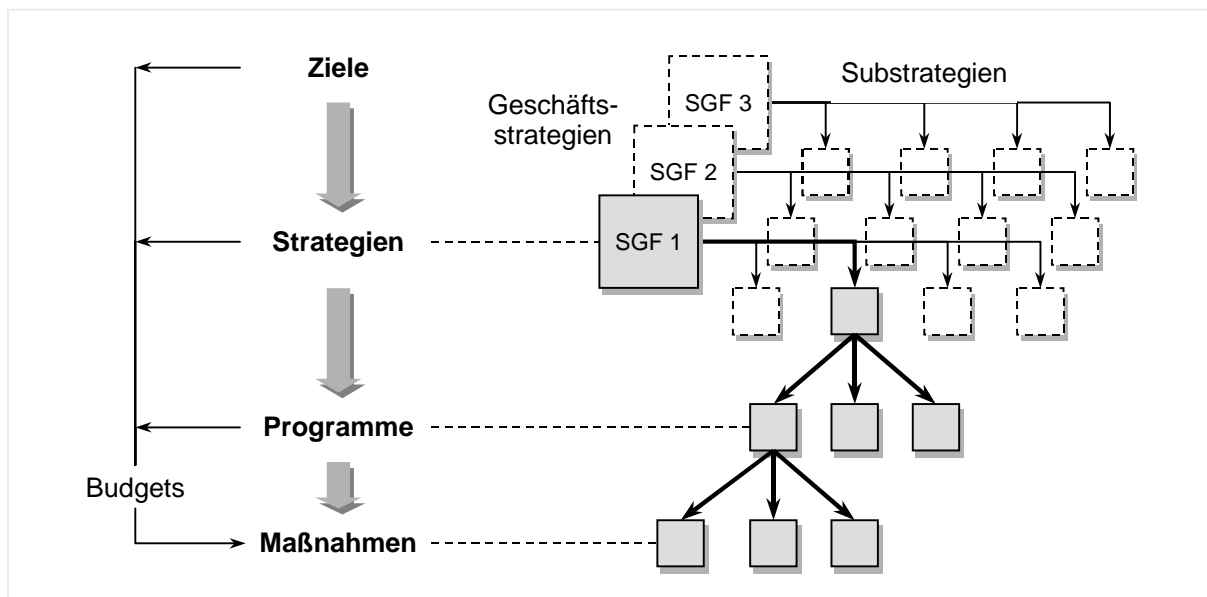 Ziele
Substrategien
Geschäfts-
strategien
SGF 3
SGF 2
Strategien
SGF 1
Programme
Budgets
Maßnahmen